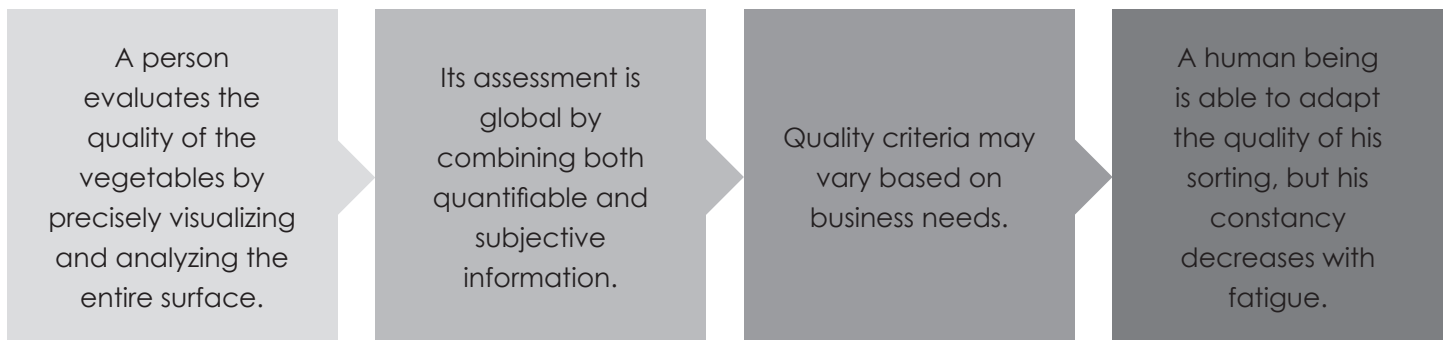 A person
evaluates the
quality of the
vegetables by
precisely visualizing
and analyzing the
entire surface.
Its assessment is
global by
combining both
quantifiable and
subjective
information.
Quality criteria may
vary based on
business needs.
A human being
is able to adapt
the quality of his
sorting, but his
constancy
decreases with
fatigue.